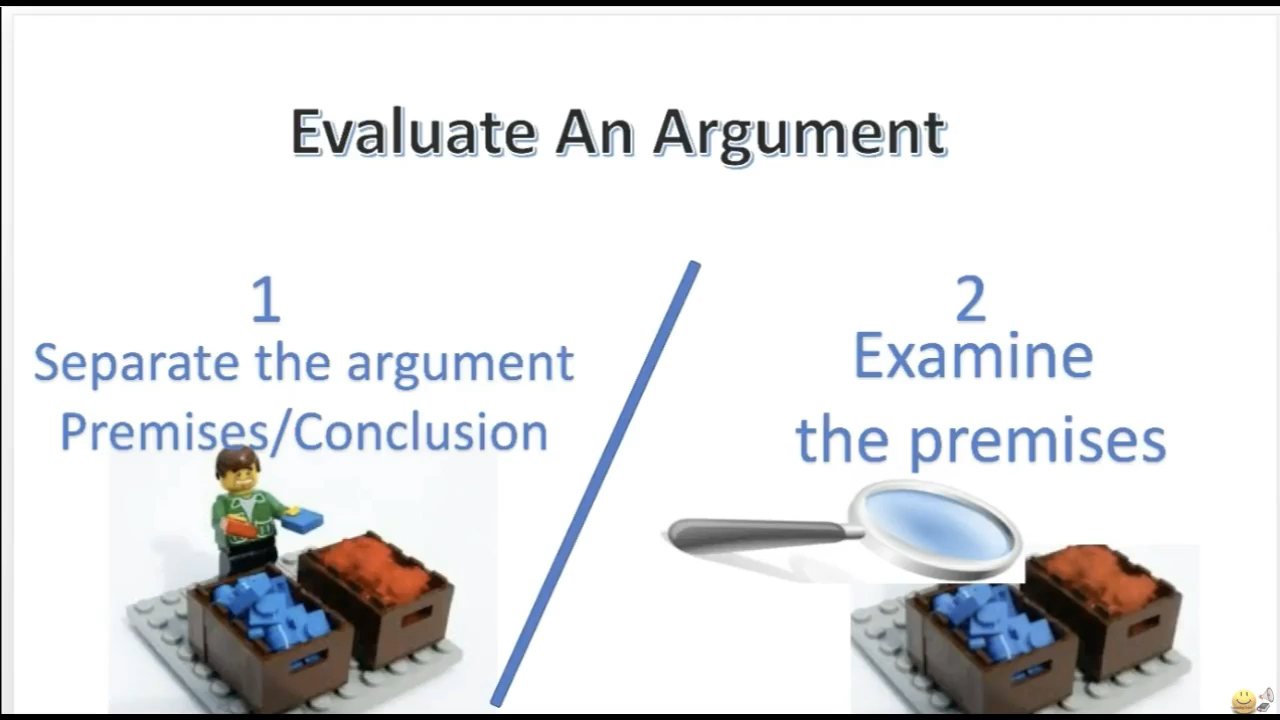 Evaluate An Argument
1
Separate the argument
Premises/Conclusion
2
Examine
the premises